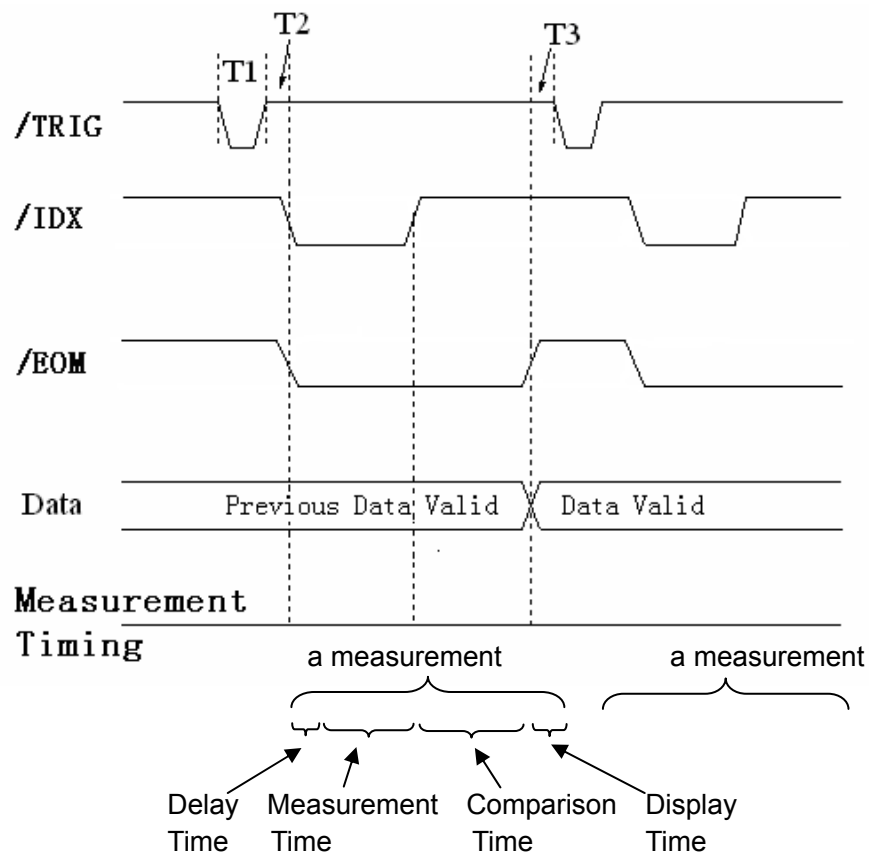 T2
T3
T1
/TRIG
/IDX
/EOM
Data
Previous Data Valid
Data Valid
Measurement
Timing
a measurement
a measurement
Delay
Time
Measurement
Time
Comparison
Time
Display
Time